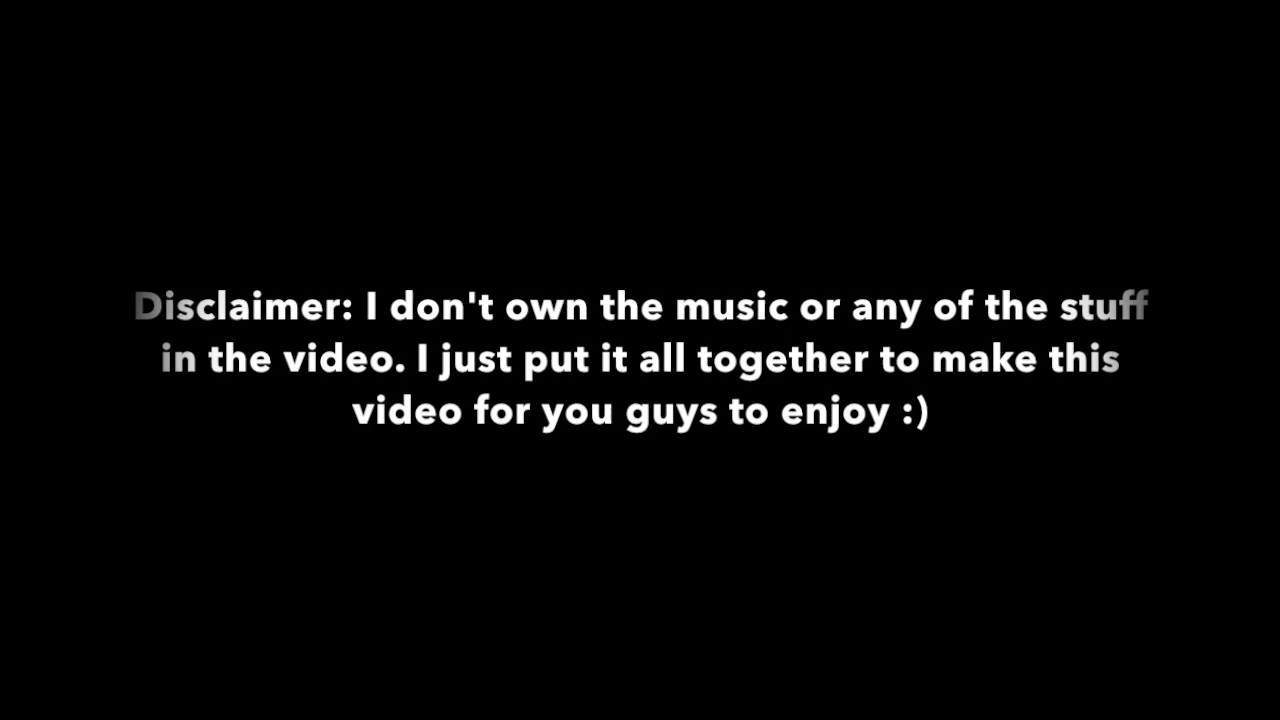 Disclaimer: I don't own the music or any of the stuff
in the video. I just put it all together to make this
video for you guys to enjoy :)